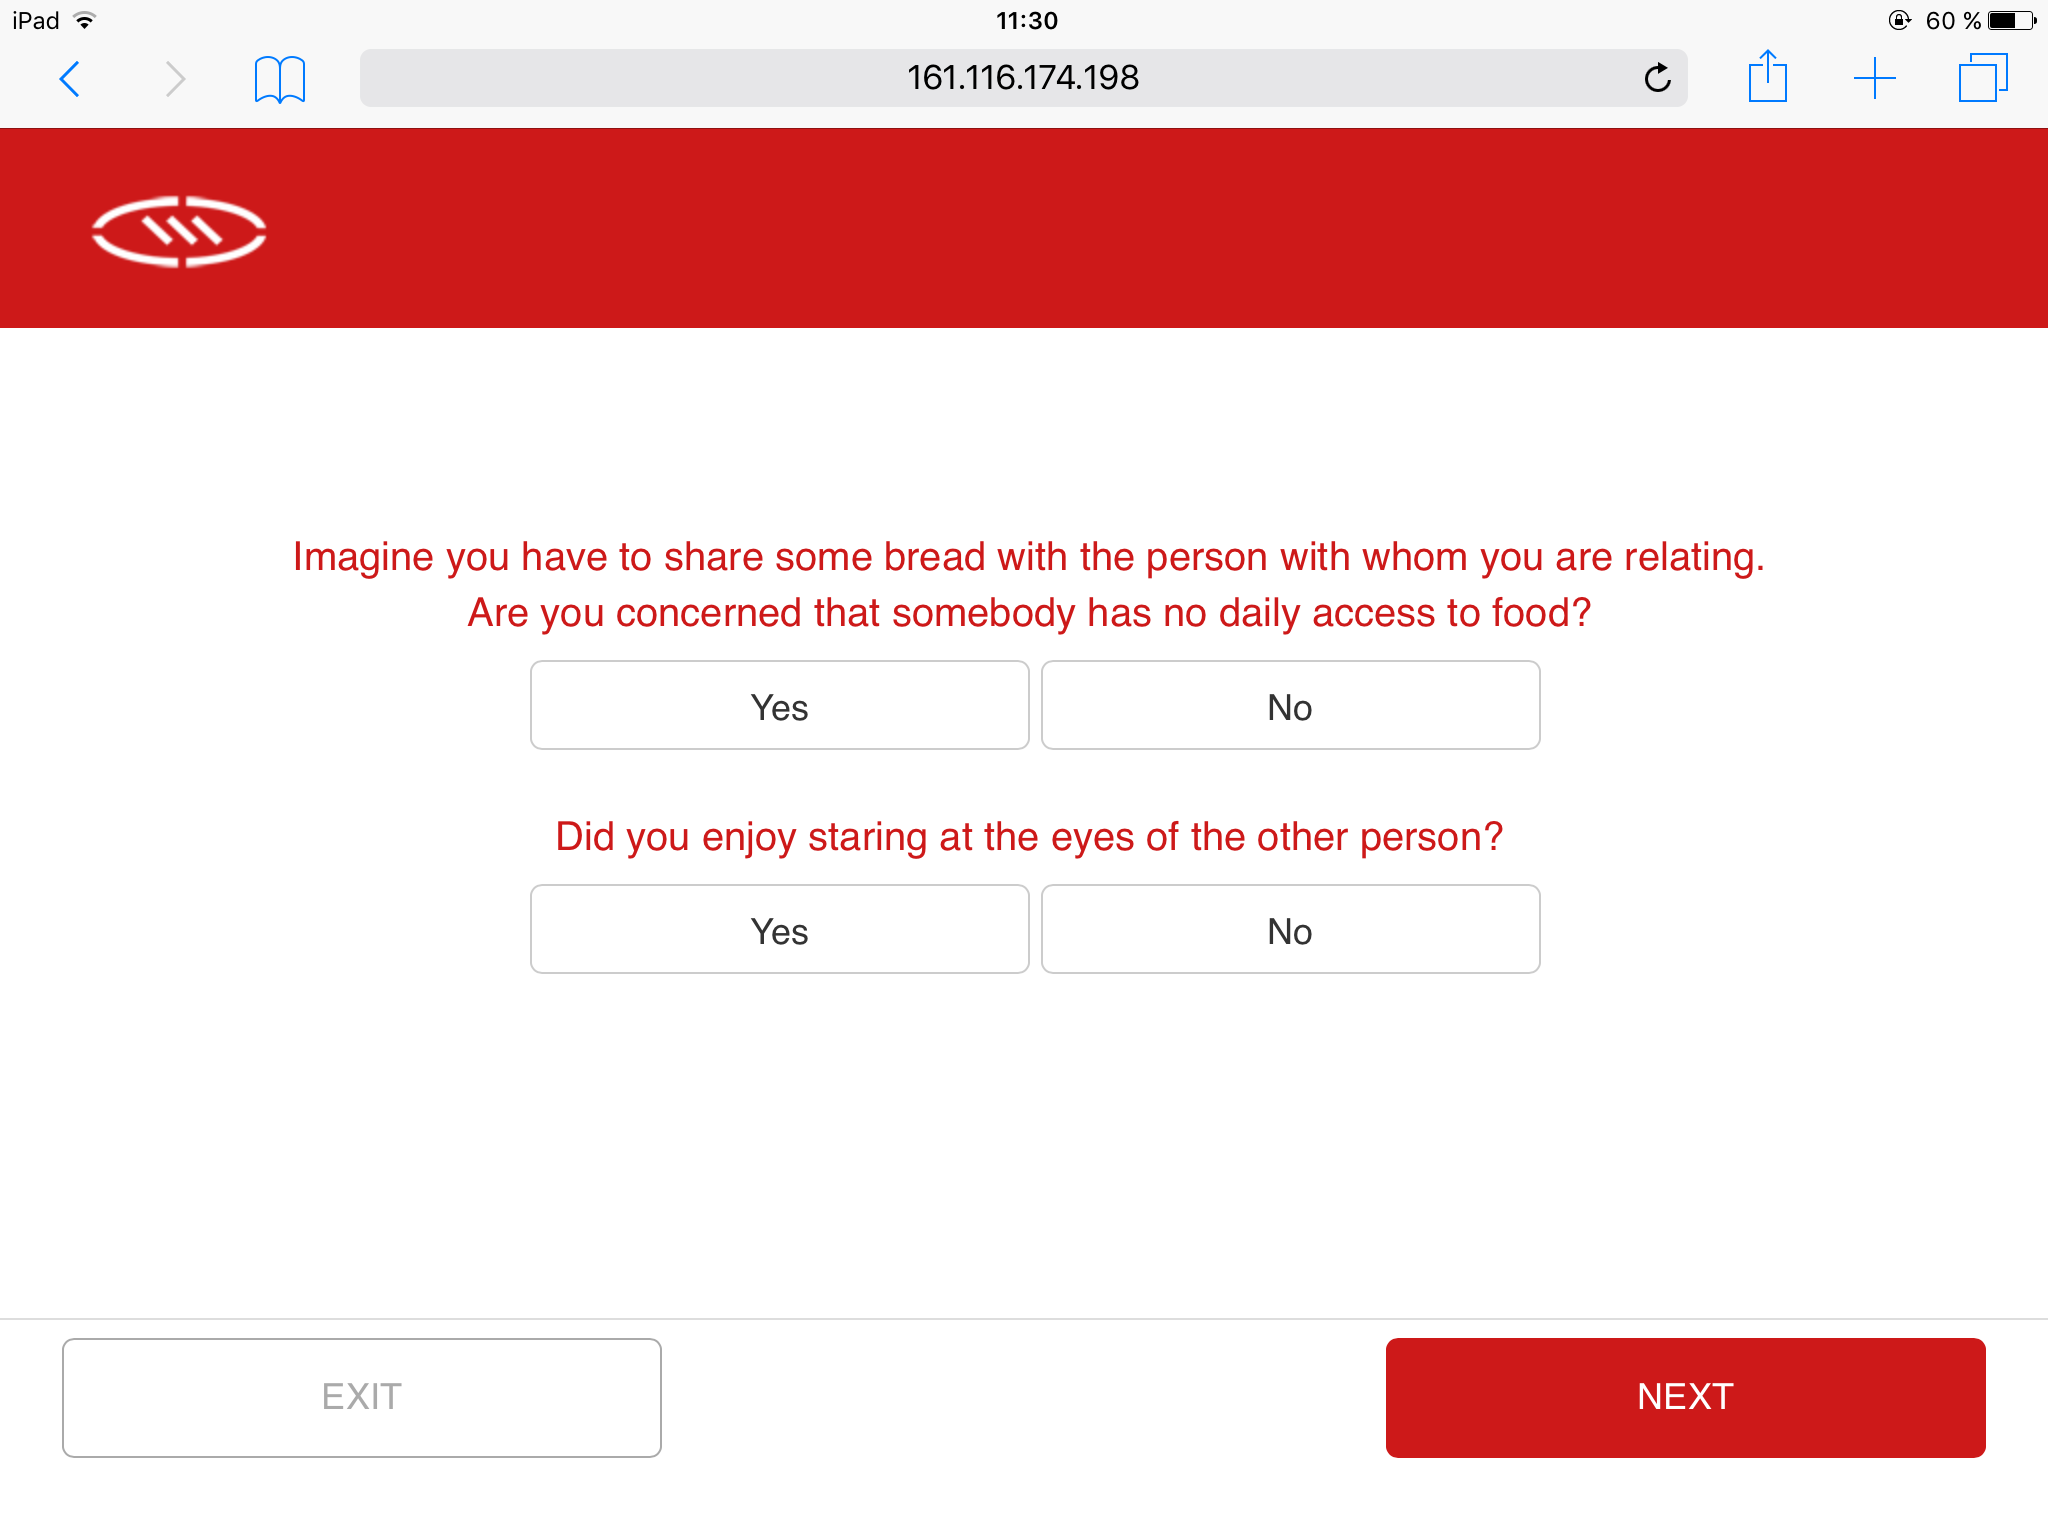 iPad 11:30 60 %
161.116.174.198
Imagine you have to share some bread with the person with whom you are relating.
Are you concerned that somebody has no daily access to food?
Yes No
Did you enjoy staring at the eyes of the other person?
Yes No
EXIT NEXT